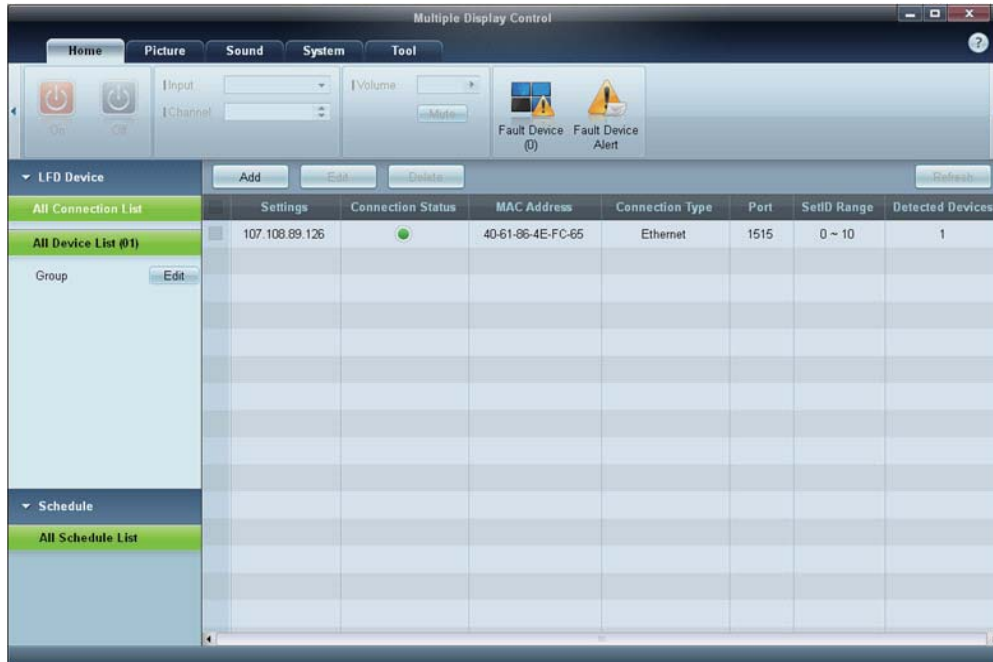 Multiple Display Control
Home Picture Sound System Tool
?
Input
Channel
Volume
Mute
On Off
Fault Device (0)
Fault Device Alert
LFD Device
Add Edit Delete Refresh
All Connection List
Settings Connection Status MAC Address Connection Type Port SetID Range Detected Devices
107.108.89.126 40-61-86-4E-FC-65 Ethernet 1515 0 ~ 10 1
All Device List (01)
Group Edit
Schedule
All Schedule List